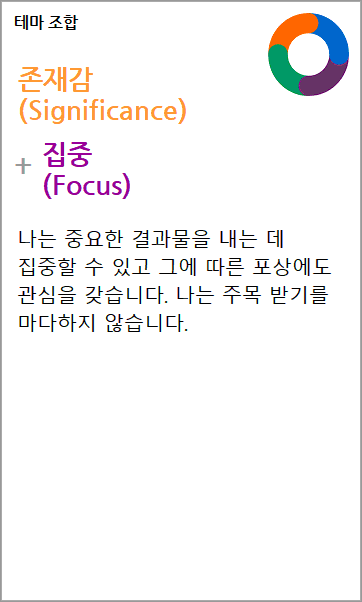 테마 조합
존재감
(Significance)
+ 집중
(Focus)
나는 중요한 결과물을 내는 데
집중할 수 있고 그에 따른 포상에도
관심을 갖습니다. 나는 주목 받기를
마다하지 않습니다.